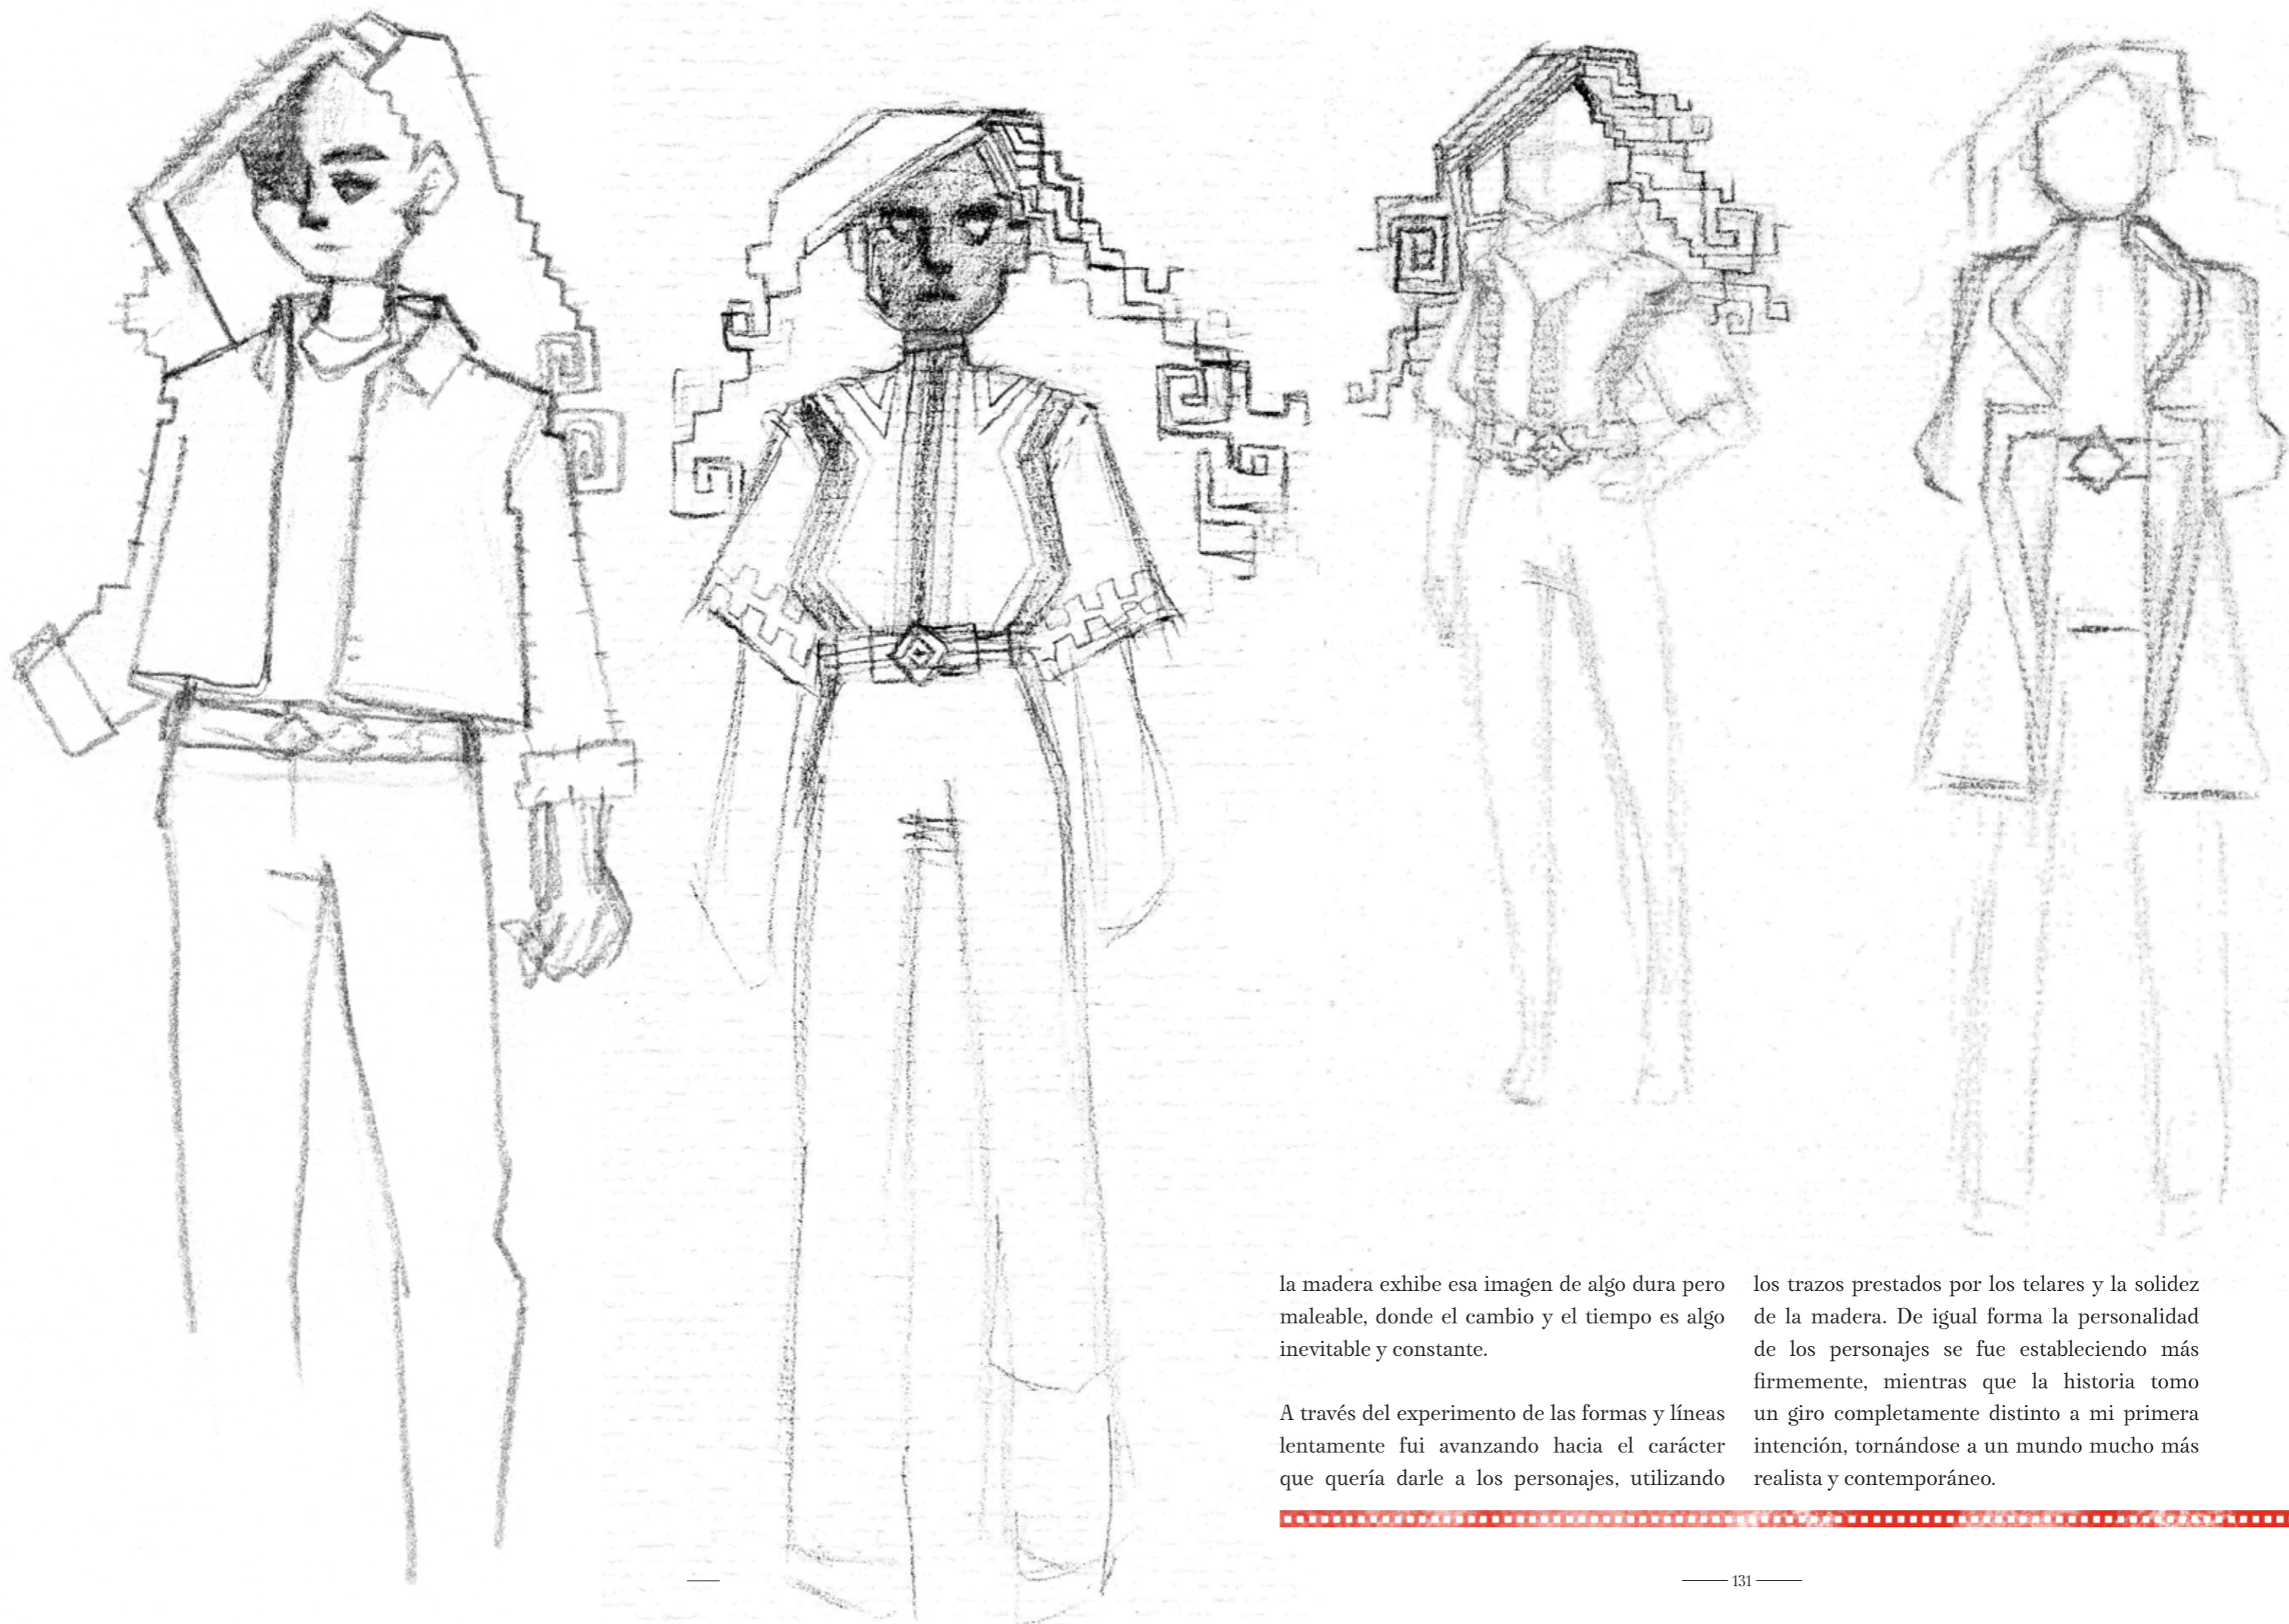 la madera exhibe esa imagen de algo dura pero
maleable, donde el cambio y el tiempo es algo
inevitable y constante.
A través del experimento de las formas y líneas
lentamente fui avanzando hacia el carácter
que quería darle a los personajes, utilizando
los trazos prestados por los telares y la solidez
de la madera. De igual forma la personalidad
de los personajes se fue estableciendo más
firmemente, mientras que la historia tomo
un giro completamente distinto a mi primera
intención, tornándose a un mundo mucho más
realista y contemporáneo.
131